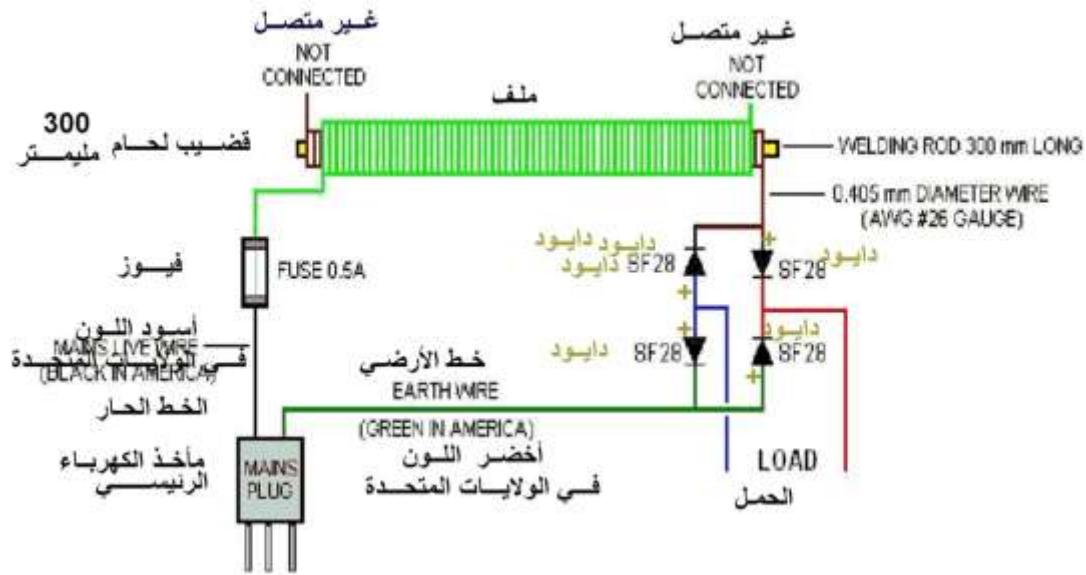 غير متصل
NOT
CONNECTED
غير متصل
NOT
CONNECTED
ملف
300
قضيب لحام
مليمتر
WELDING ROD 300 mm LONG
0.405 mm DIAMETER WIRE
(AWG #26 GAUGE)
فيوز
FUSE 0.5A
دايود
دايود
دايود
SF28
+
+
SF28
دايود
+
دايود
SF28
دايود
SF28
+
+
أسود اللون
MAINS LIVE WIRE
في الولايات المتحدة
(BLACK IN AMERICA)
الخط الحار
خط الأرضي
EARTH WIRE
(GREEN IN AMERICA)
أخضر اللون
في الولايات المتحدة
مأخذ الكهرباء
الرئيسي
MAINS
PLUG
LOAD
الحمل